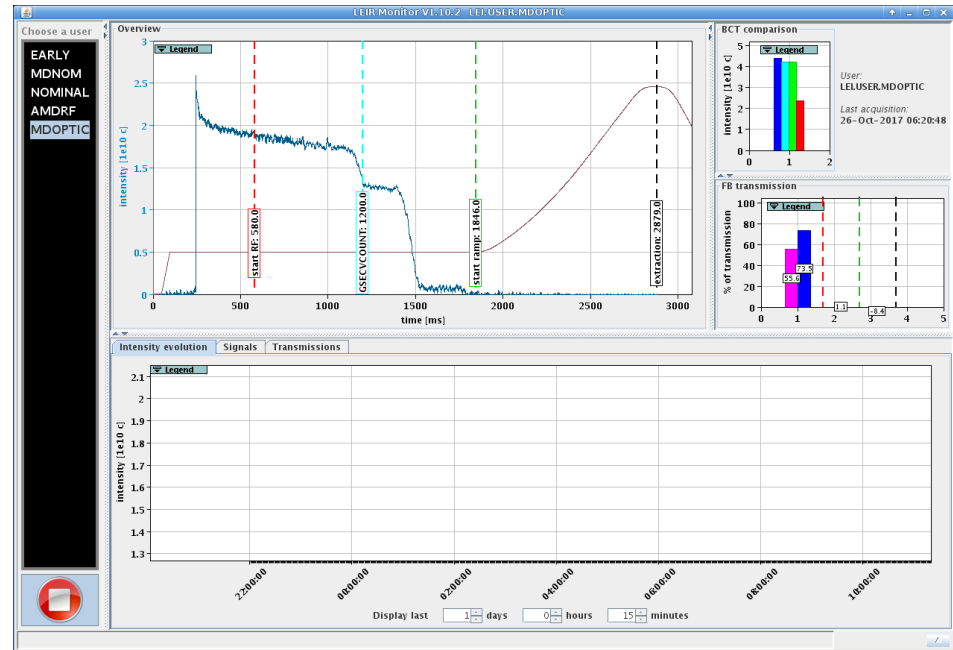 LEIR Monitor V1.10.2 LEI.USER.MDOPTIC
Choose a user
EARLY
MDNOM
NOMINAL
AMDRF
MDOPTIC
Overview
Legend
intensity [1e10 c]
3
2.5
2
1.5
1
0.5
0
0
500
1000
1500
2000
2500
3000
time [ms]
start RF: 580.0
GSECVCOUNT: 1200.0
start ramp: 1846.0
extraction: 2879.0
BCT comparison
Legend
intensity [1e10 c]
5
4
3
2
1
0
0
1
2
User:
LEI.USER.MDOPTIC
Last acquisition:
26-Oct-2017 06:20:48
FB transmission
Legend
% of transmission
100
80
60
40
20
0
55.6
73.5
1.1
-8.4
0
1
2
3
4
5
Intensity evolution
Signals
Transmissions
Legend
intensity [1e10 c]
2.1
2
1.9
1.8
1.7
1.6
1.5
1.4
1.3
22:00:00
00:00:00
02:00:00
04:00:00
06:00:00
08:00:00
10:00:00
Display last 1 days 0 hours 15 minutes